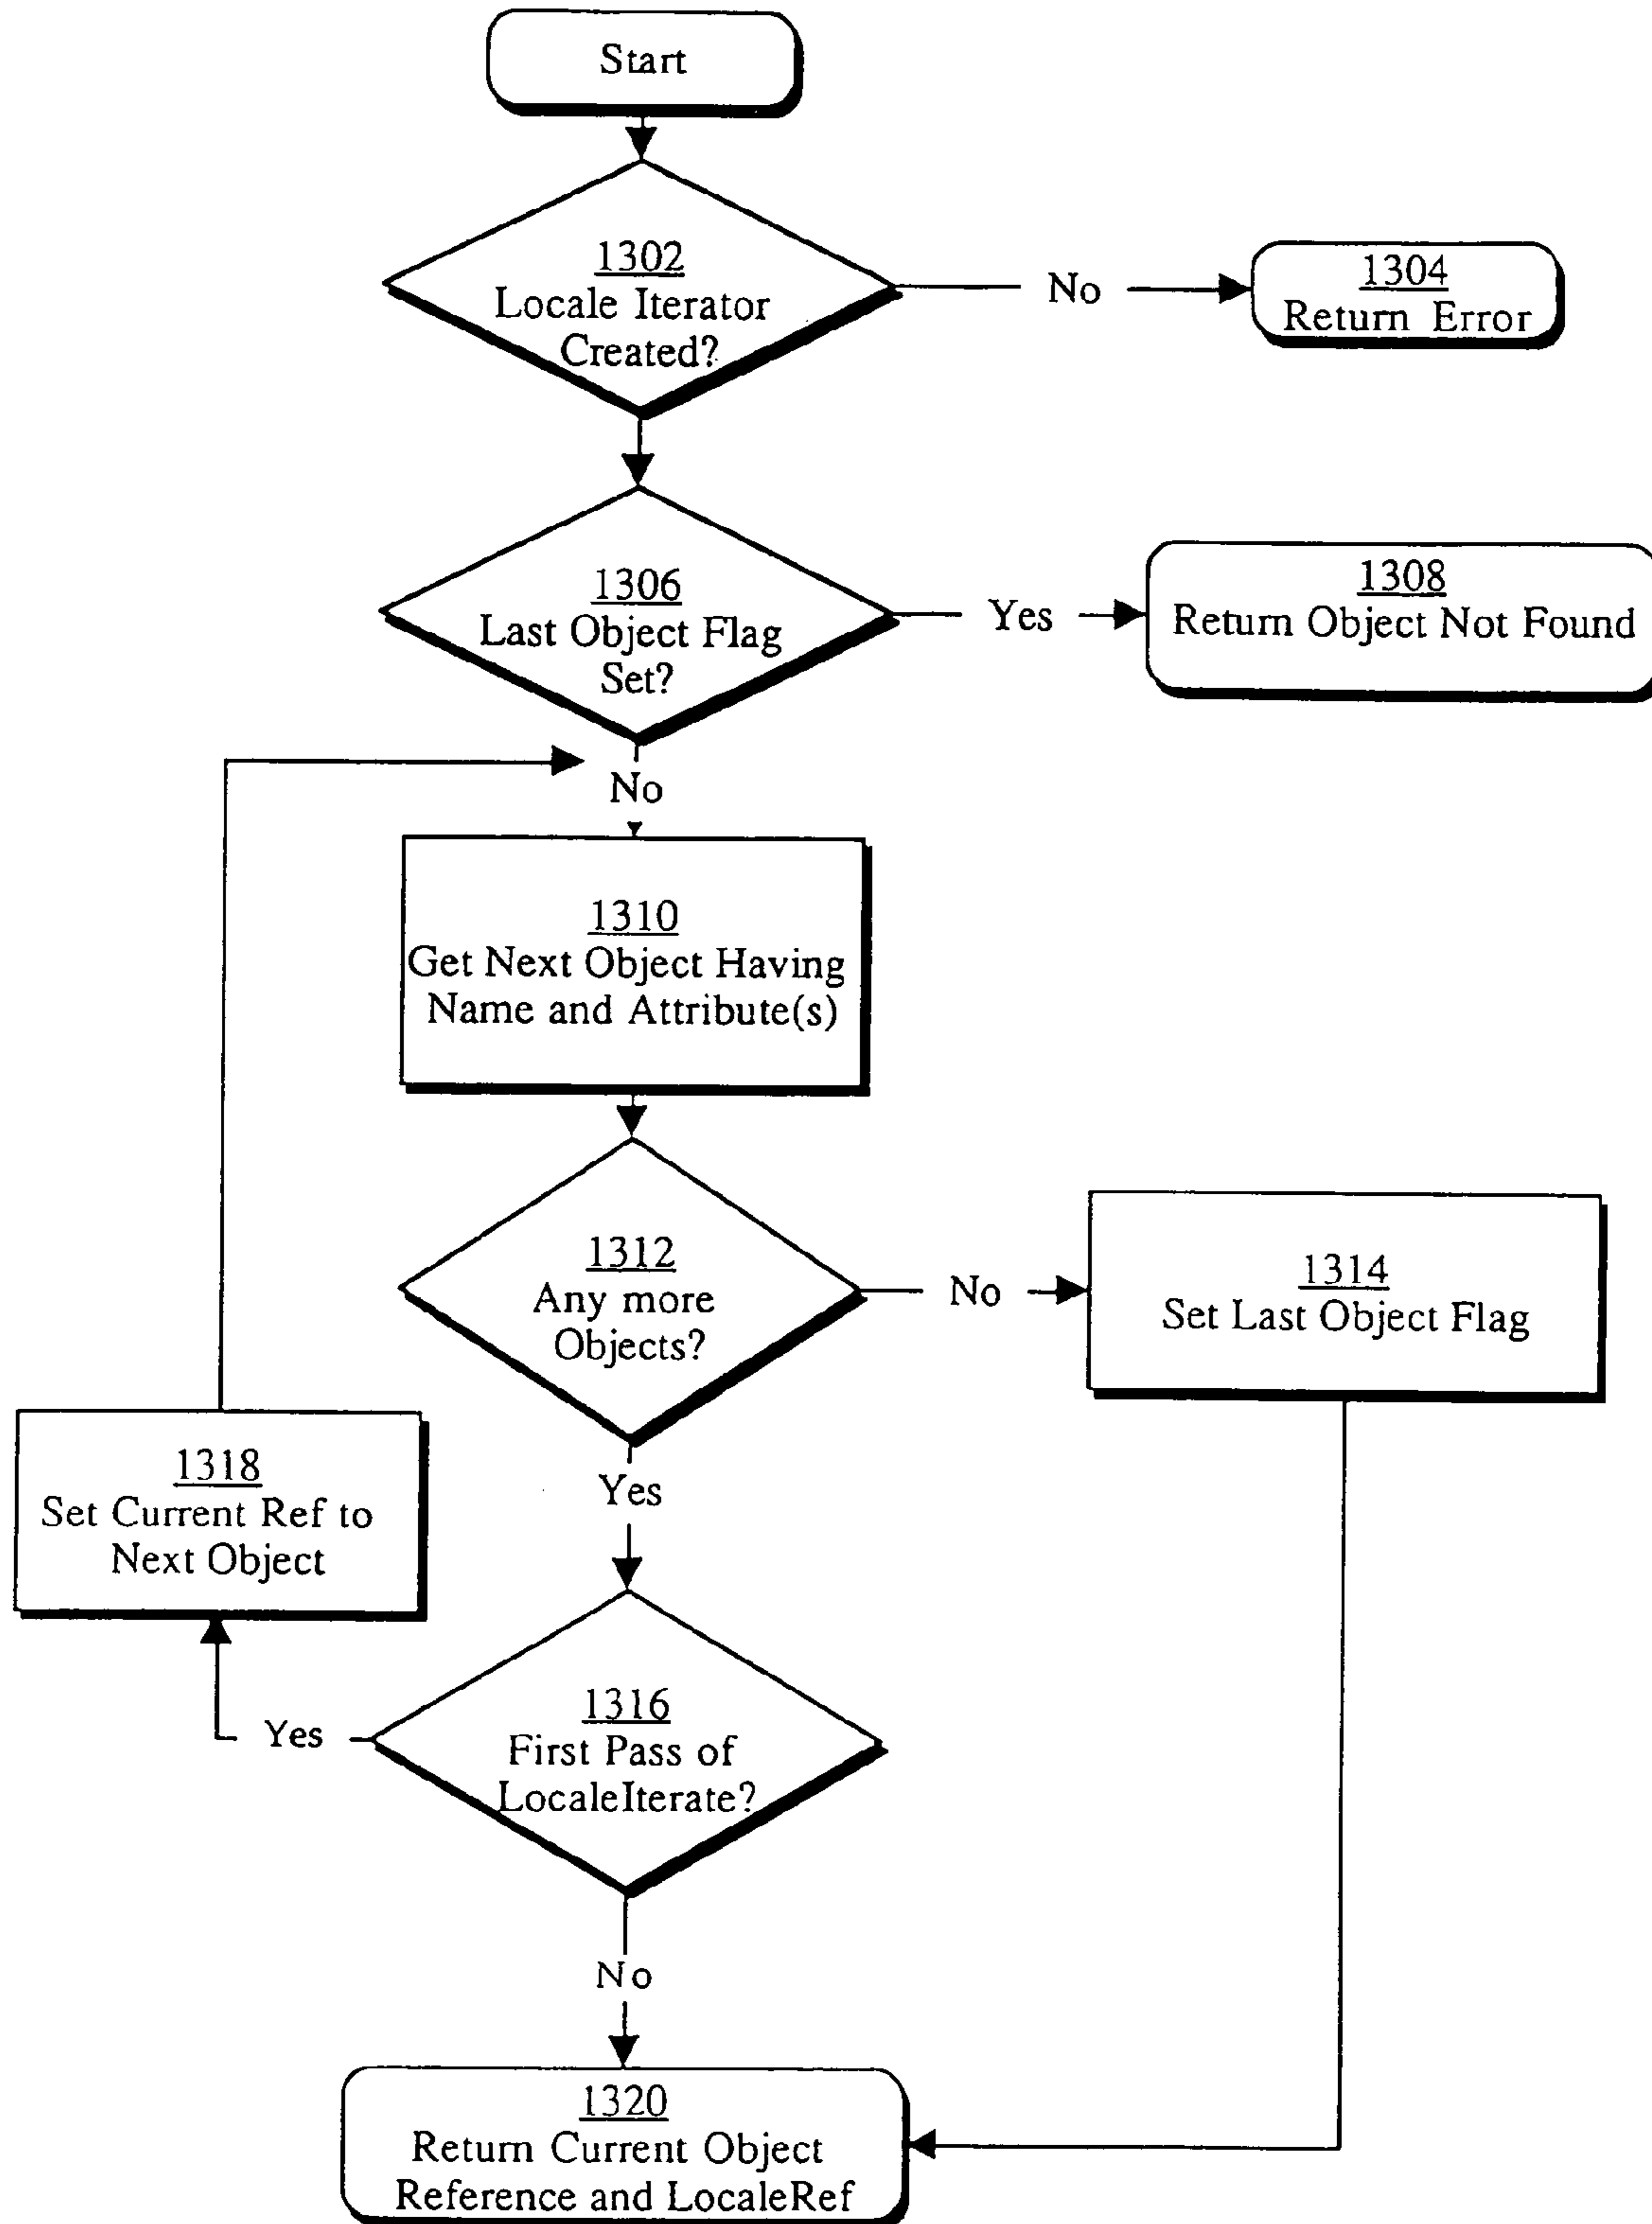 Start
1302
Locale Iterator
Created?
No
1304
Return Error
1306
Last Object Flag
Set?
Yes
1308
Return Object Not Found
No
1310
Get Next Object Having
Name and Attribute(s)
1312
Any more
Objects?
No
1314
Set Last Object Flag
1318
Set Current Ref to
Next Object
Yes
1316
First Pass of
LocaleIterate?
Yes
No
1320
Return Current Object
Reference and LocaleRef